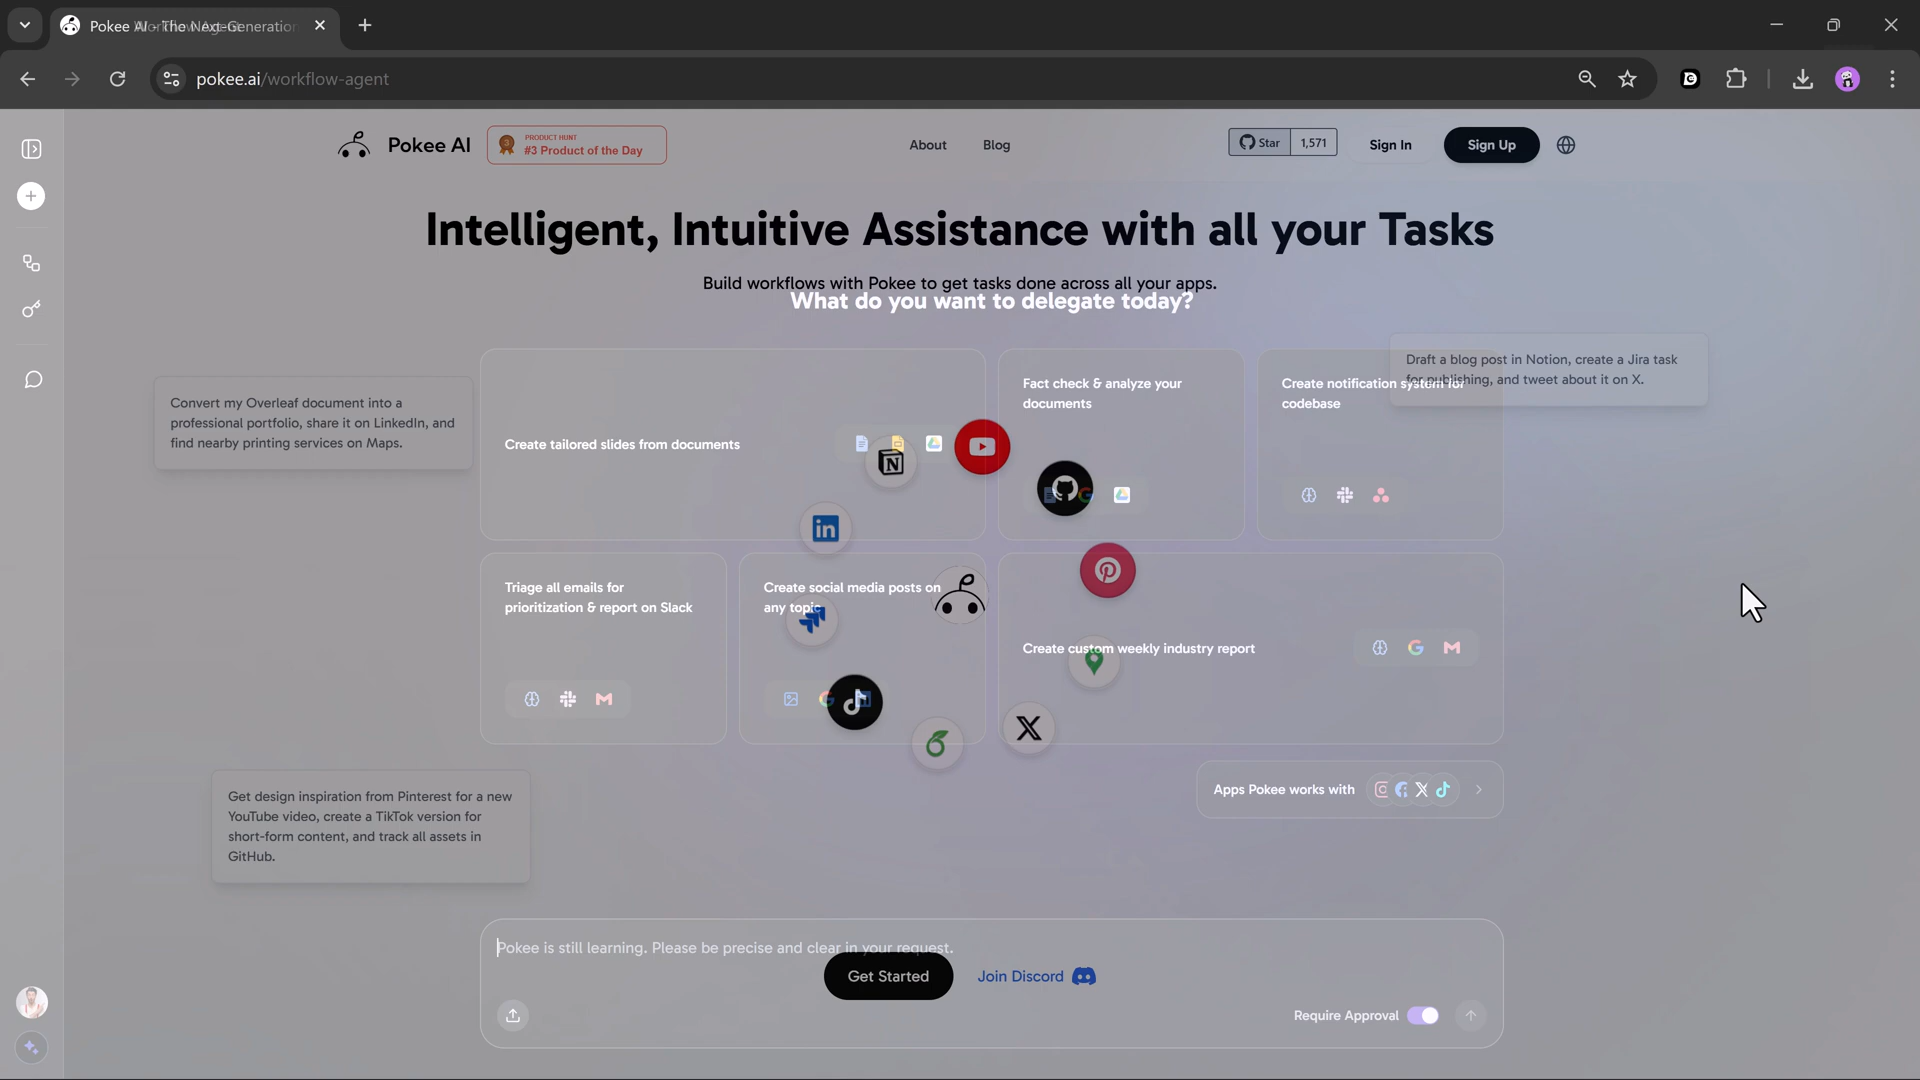 Pokee AI - The Next-Generation
pokee.ai/workflow-agent
Pokee AI
PRODUCT HUNT
#3 Product of the Day
About
Blog
Star
1,571
Sign In
Sign Up
Intelligent, Intuitive Assistance with all your Tasks
Build workflows with Pokee to get tasks done across all your apps.
What do you want to delegate today?
Draft a blog post in Notion, create a Jira task
for publishing, and tweet about it on X.
Convert my Overleaf document into a
professional portfolio, share it on LinkedIn, and
find nearby printing services on Maps.
Create tailored slides from documents
Fact check & analyze your
documents
Create notification system for
codebase
Triage all emails for
prioritization & report on Slack
Create social media posts on
any topic
Create custom weekly industry report
Apps Pokee works with
Get design inspiration from Pinterest for a new
YouTube video, create a TikTok version for
short-form content, and track all assets in
GitHub.
Pokee is still learning. Please be precise and clear in your request.
Get Started
Join Discord
Require Approval